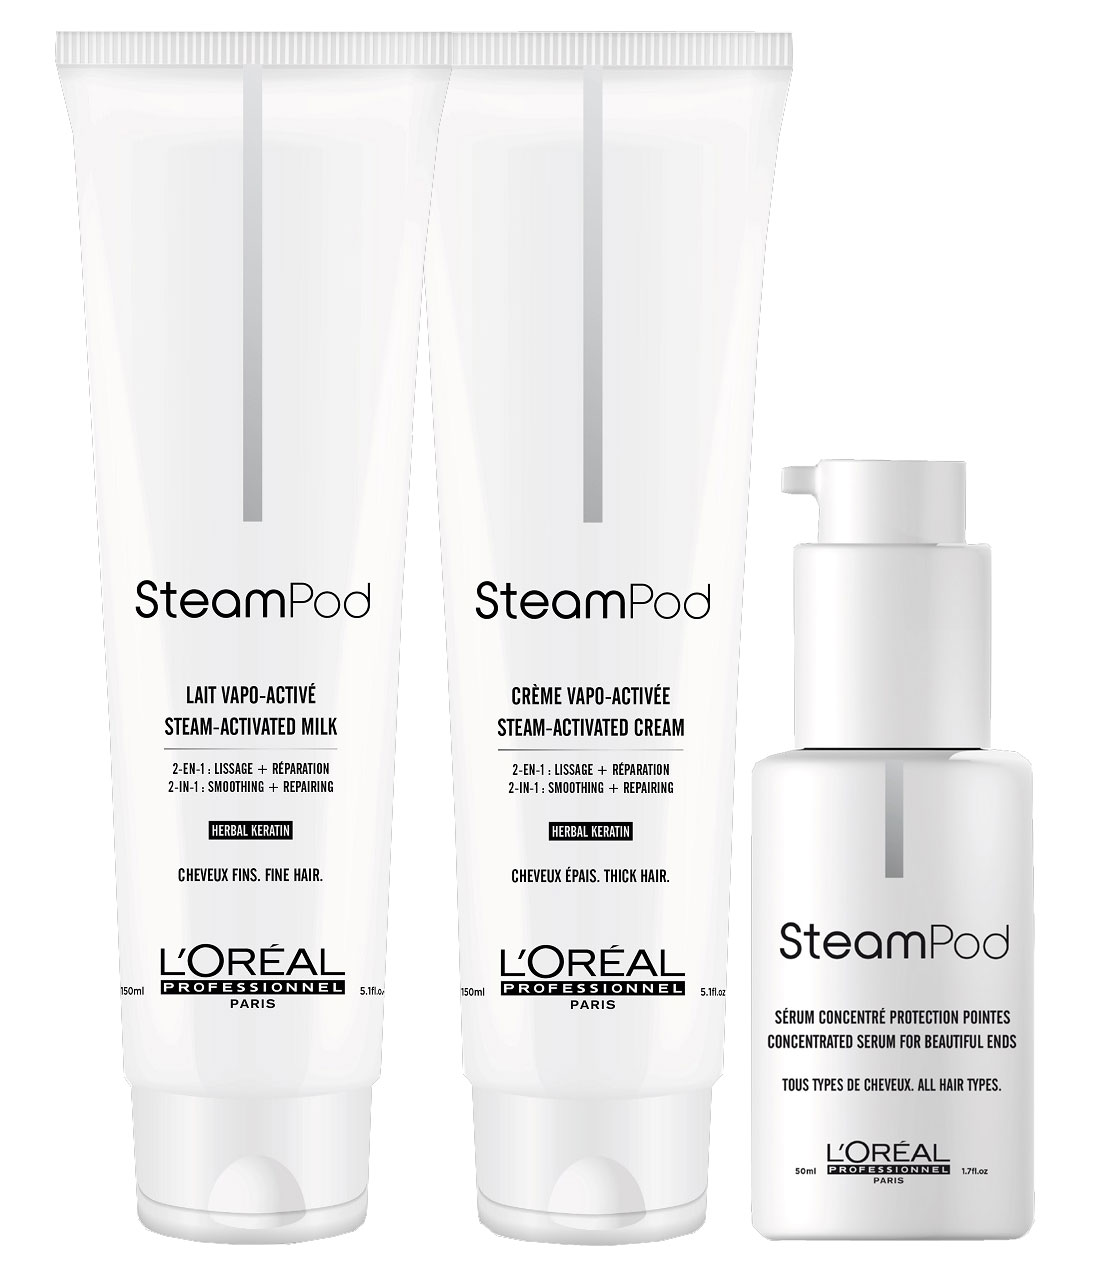 SteamPod
LAIT VAPO-ACTIVÉ
STEAM-ACTIVATED MILK
2-EN-1 : LISSAGE + RÉPARATION
2-IN-1 : SMOOTHING + REPAIRING
HERBAL KERATIN
CHEVEUX FINS. FINE HAIR.
L'ORÉAL
PROFESSIONNEL
PARIS
150ml 5.1fl.oz
SteamPod
CRÈME VAPO-ACTIVÉE
STEAM-ACTIVATED CREAM
2-EN-1 : LISSAGE + RÉPARATION
2-IN-1 : SMOOTHING + REPAIRING
HERBAL KERATIN
CHEVEUX ÉPAIS. THICK HAIR.
L'ORÉAL
PROFESSIONNEL
PARIS
150ml 5.1fl.oz
SteamPod
SÉRUM CONCENTRÉ PROTECTION POINTES
CONCENTRATED SERUM FOR BEAUTIFUL ENDS
TOUS TYPES DE CHEVEUX. ALL HAIR TYPES.
L'ORÉAL
50ml PROFESSIONNEL 1.7fl.oz
PARIS